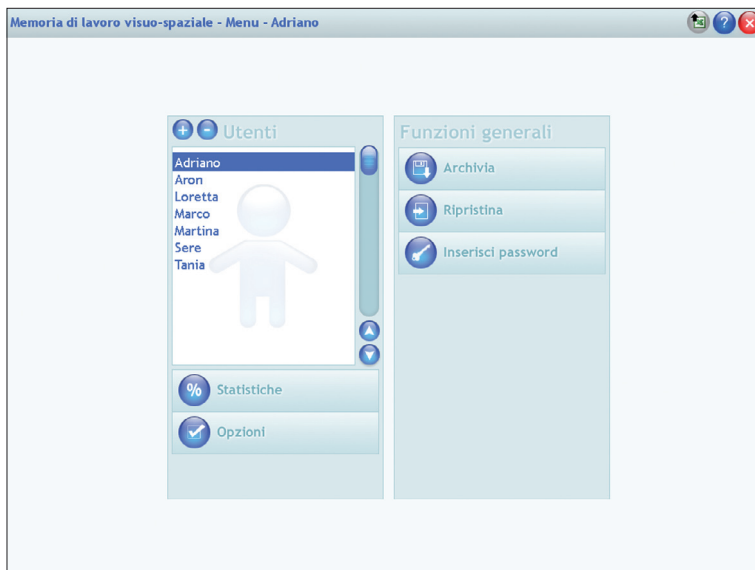 Memoria di lavoro visuo-spaziale - Menu - Adriano
Utenti
Adriano
Aron
Loretta
Marco
Martina
Sere
Tania
% Statistiche
Opzioni
Funzioni generali
Archivia
Ripristina
Inserisci password